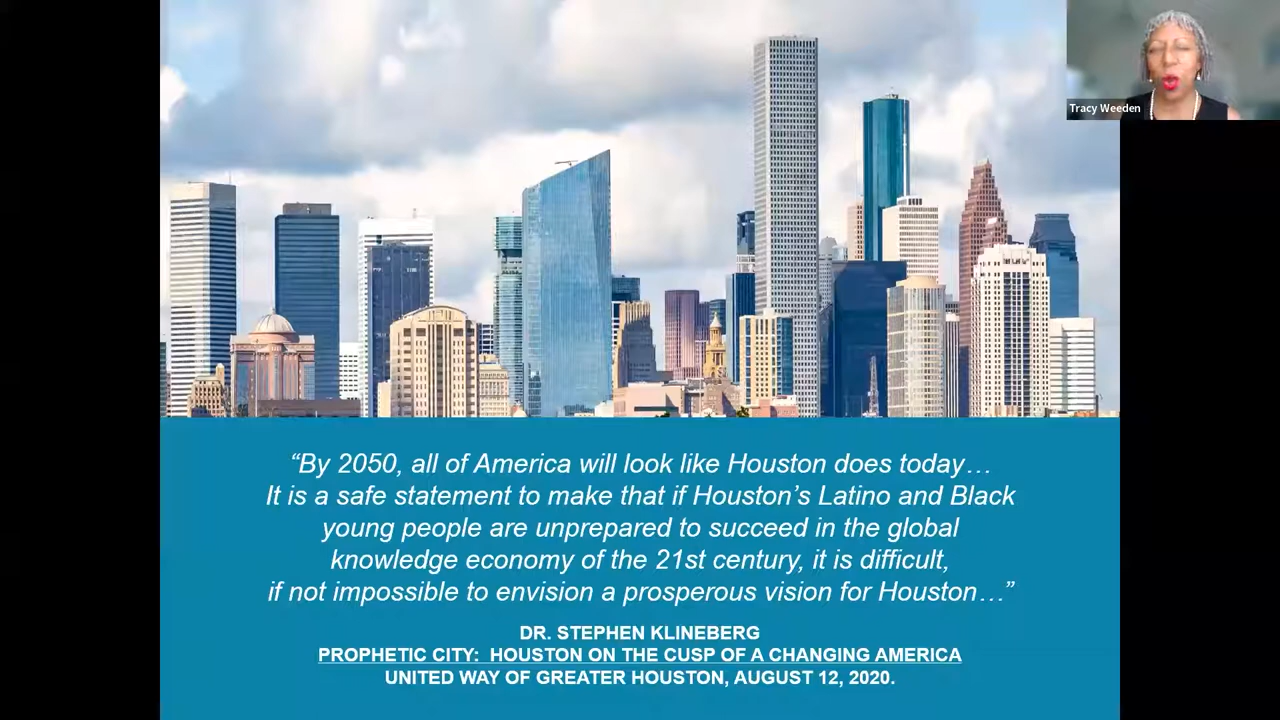 Tracy Weeden
“By 2050, all of America will look like Houston does today…
It is a safe statement to make that if Houston’s Latino and Black
young people are unprepared to succeed in the global
knowledge economy of the 21st century, it is difficult,
if not impossible to envision a prosperous vision for Houston…”
DR. STEPHEN KLINEBERG
PROPHETIC CITY:  HOUSTON ON THE CUSP OF A CHANGING AMERICA
UNITED WAY OF GREATER HOUSTON, AUGUST 12, 2020.